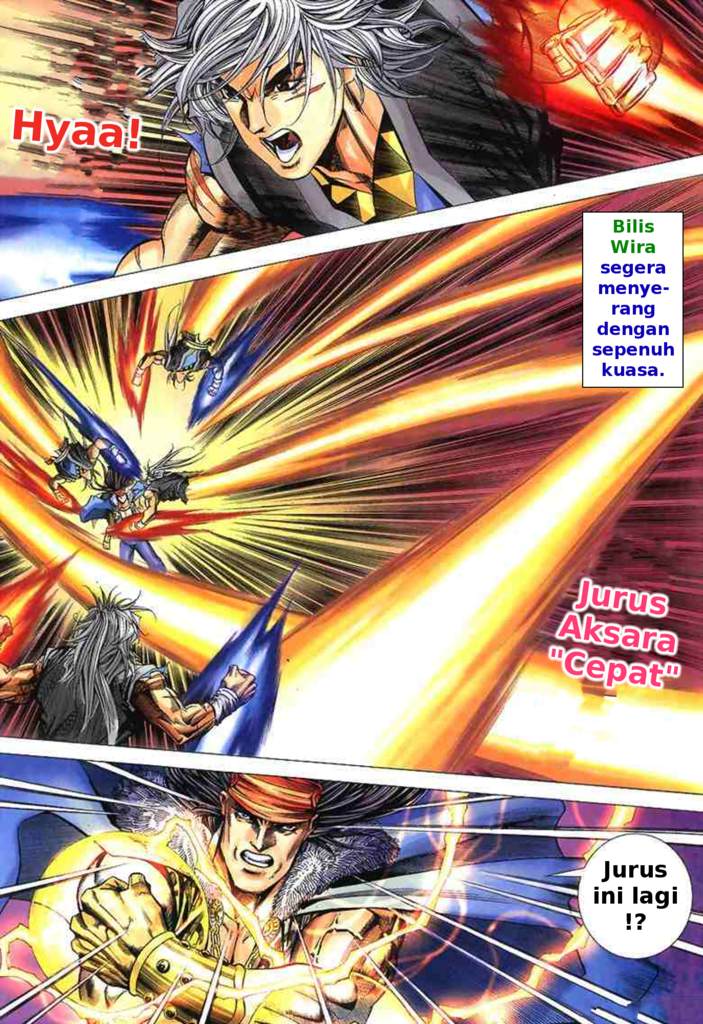 Hyaa!
Bilis
Wira
segera
menye-
rang
dengan
sepenuh
kuasa.
Jurus
Aksara
"Cepat"
Jurus
ini lagi
!?